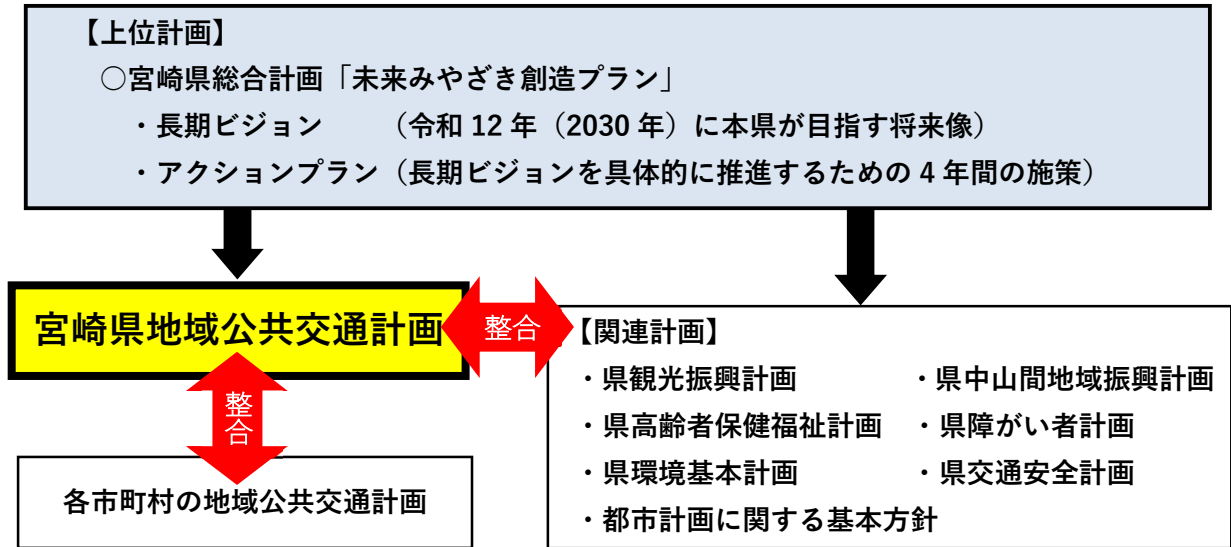 【上位計画】
○宮崎県総合計画「未来みやざき創造プラン」
・長期ビジョン　　（令和 12 年（2030 年）に本県が目指す将来像）
・アクションプラン（長期ビジョンを具体的に推進するための 4 年間の施策）
宮崎県地域公共交通計画
整合
【関連計画】
・県観光振興計画　　　・県中山間地域振興計画
・県高齢者保健福祉計画　・県障がい者計画
・県環境基本計画　　　・県交通安全計画
・都市計画に関する基本方針
整合
各市町村の地域公共交通計画